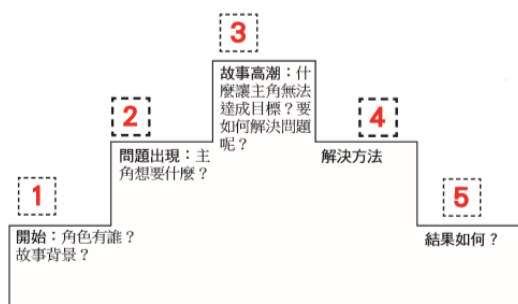 1
開始：角色有誰？
故事背景？
2
問題出現：主
角想要什麼？
3
故事高潮：什
麼讓主角無法
達成目標？要
如何解決問題
呢？
4
解決方法
5
結果如何？